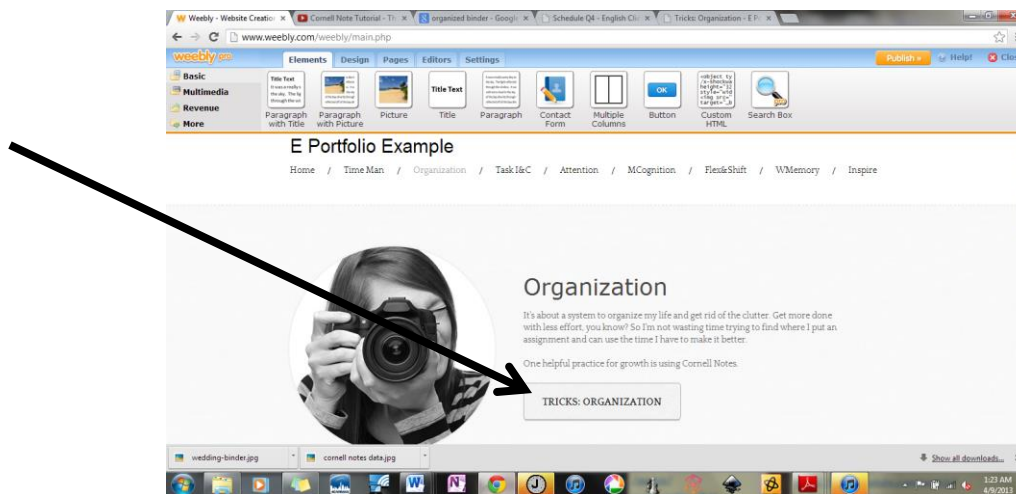 Weebly - Website Creation
Cornell Note Tutorial - Th
organized binder - Google
Schedule Q4 - English Cla
Tricks: Organization - E P
www.weebly.com/weebly/main.php
weebly pro
Elements Design Pages Editors Settings
Publish » Help! Clo
Basic
Multimedia
Revenue
More
Title Text
Title Text
OK
Paragraph with Title
Paragraph with Picture
Picture
Title
Paragraph
Contact Form
Multiple Columns
Button
Custom HTML
Search Box
E Portfolio Example
Home / Time Man / Organization / Task I&C / Attention / MCognition / Flex&Shift / WMemory / Inspire
Organization
It's about a system to organize my life and get rid of the clutter. Get more done
with less effort, you know? So I'm not wasting time trying to find where I put an
assignment and can use the time I have to make it better.
One helpful practice for growth is using Cornell Notes.
TRICKS: ORGANIZATION
wedding-binder.jpg
cornell notes data.jpg
Show all downloads...
1:23 AM
4/9/2013